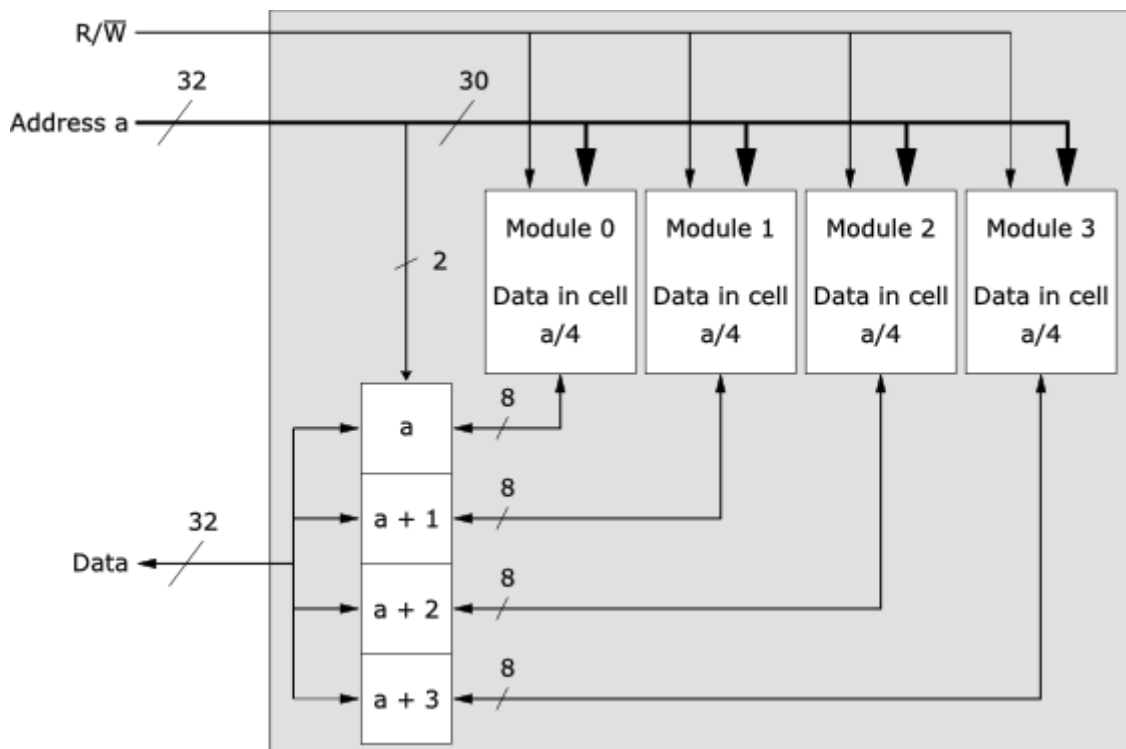 R/W̅
32
30
Address a
Module 0
Module 1
Module 2
Module 3
2
Data in cell
a/4
Data in cell
a/4
Data in cell
a/4
Data in cell
a/4
8
a
8
a + 1
32
Data
8
a + 2
8
a + 3